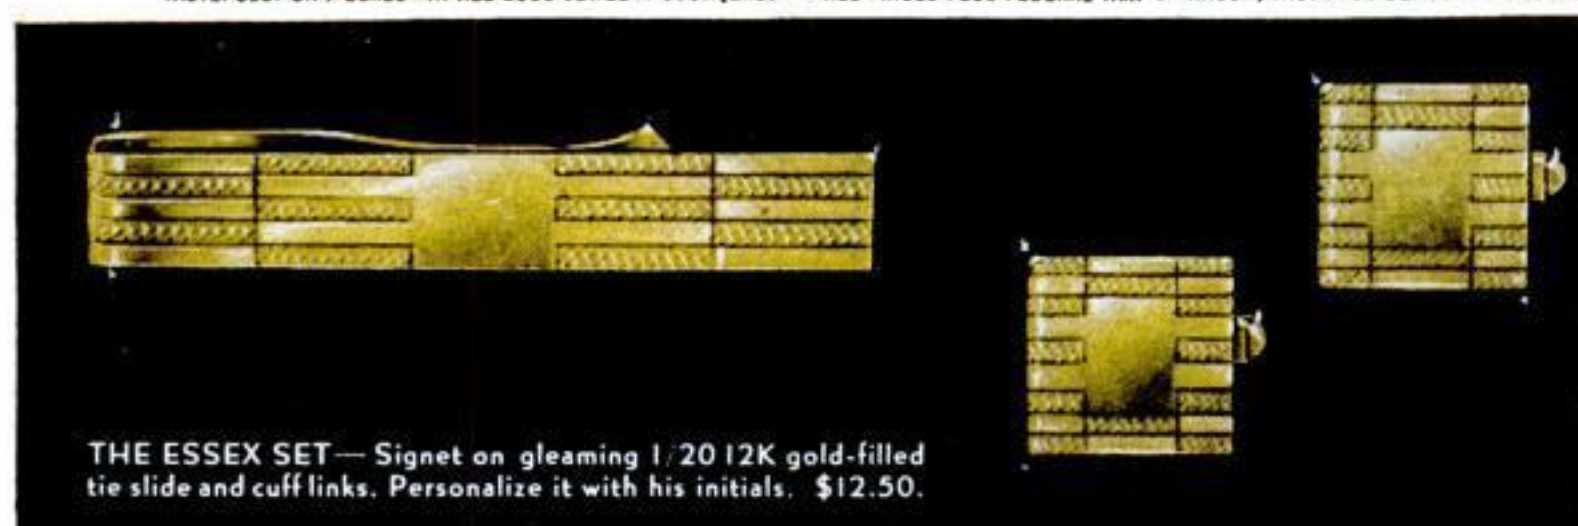 THE ESSEX SET — Signet on gleaming 1/20 12K gold-filled
tie slide and cuff links. Personalize it with his initials. $12.50.